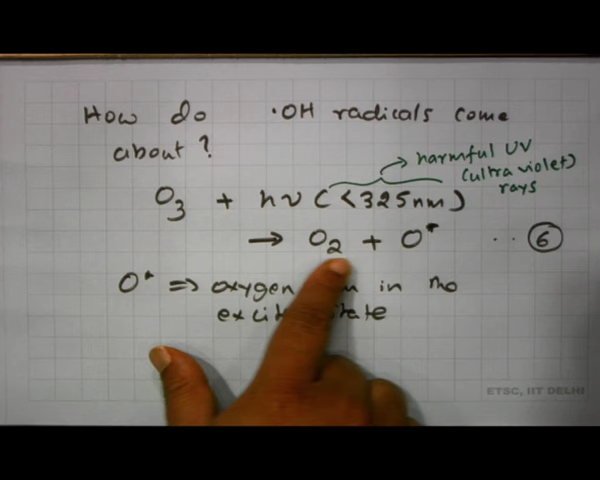 How do ·OH radicals come
about?
harmful UV
(ultra violet)
rays
O₃ + hν (<325nm)
→ O₂ + O* ·· ⑥
O* ⇒ oxygen in the
state
ETSC, IIT DELHI